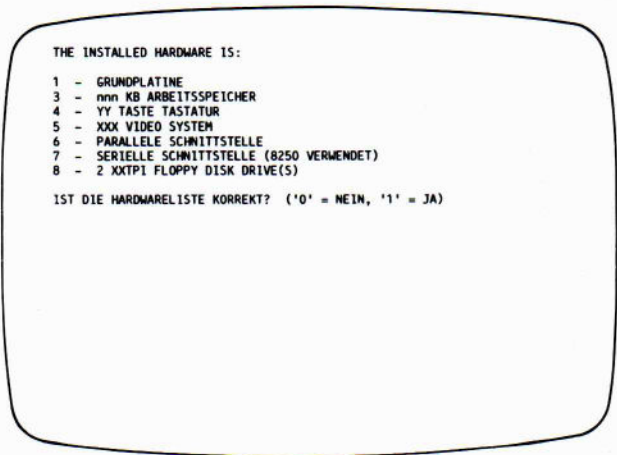 THE INSTALLED HARDWARE IS:
1 - GRUNDPLATINE
3 - nnn KB ARBEITSSPEICHER
4 - YY TASTE TASTATUR
5 - XXX VIDEO SYSTEM
6 - PARALLELE SCHNITTSTELLE
7 - SERIELLE SCHNITTSTELLE (8250 VERWENDET)
8 - 2 XXTPI FLOPPY DISK DRIVE(S)
IST DIE HARDWARELISTE KORREKT? ('0' = NEIN, '1' = JA)